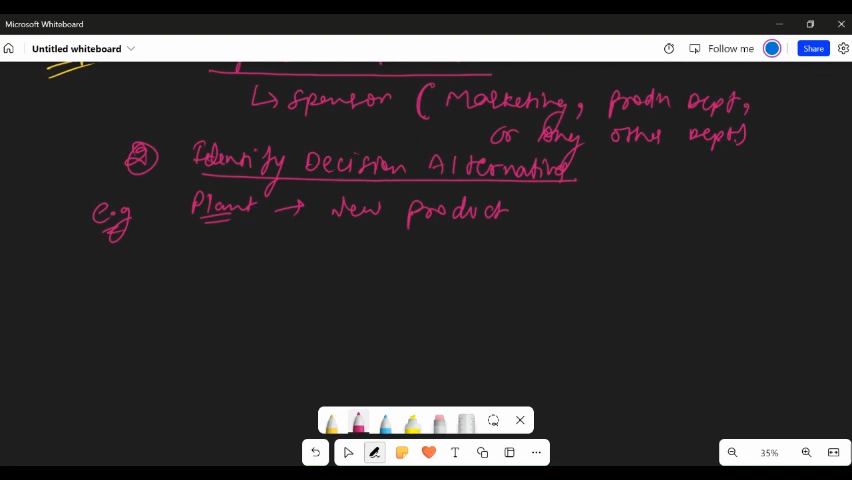 Microsoft Whiteboard
Untitled whiteboard
Follow me
Share
↳ Sponsor (Marketing, Prodn Dept,
or any other Dept.)
② Identify Decision Alternative
e.g Plant → New product
35%